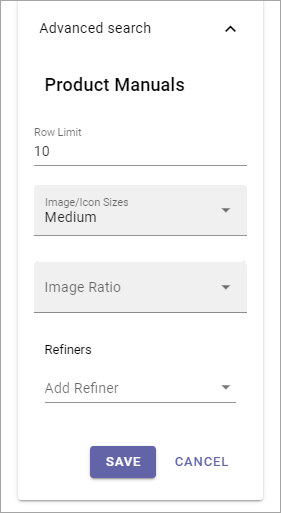 Advanced search
Product Manuals
Row Limit
10
Image/Icon Sizes
Medium
Image Ratio
Refiners
Add Refiner
SAVE CANCEL